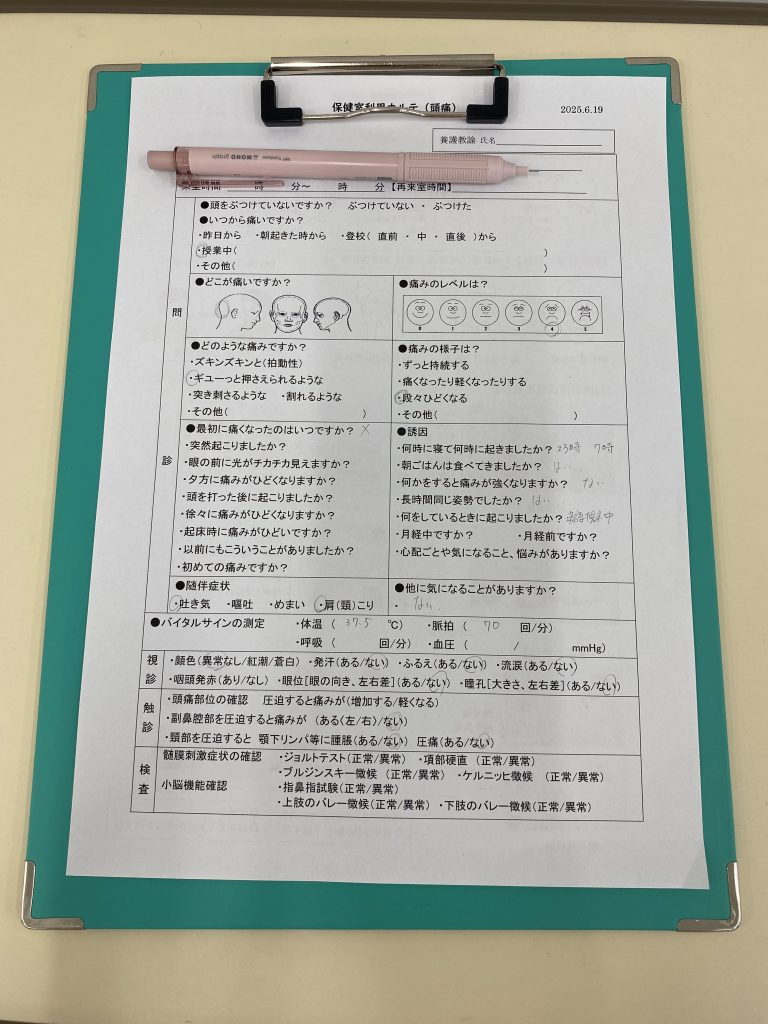 保健室利用カルテ（頭痛）
2025.6.19
養護教諭 氏名
Tombow MONO graph
来室時間 時 分～ 時 分 【再来室時間】
問診
●頭をぶつけていないですか？ ぶつけていない ・ ぶつけた
●いつから痛いですか？
・昨日から ・朝起きた時から ・登校（ 直前 ・ 中 ・ 直後 ）から
・授業中（ ）
・その他（ ）
●どこが痛いですか？
●痛みのレベルは？
0 1 2 3 4 5
●どのような痛みですか？
・ズキンズキンと（拍動性）
・ギューっと押さえられるような
・突き刺さるような ・割れるような
・その他（ ）
●痛みの様子は？
・ずっと持続する
・痛くなったり軽くなったりする
・段々ひどくなる
・その他（ ）
●最初に痛くなったのはいつですか？ ×
・突然起こりましたか？
・眼の前に光がチカチカ見えますか？
・夕方に痛みがひどくなりますか？
・頭を打った後に起こりましたか？
・徐々に痛みがひどくなりますか？
・起床時に痛みがひどいですか？
・以前にもこういうことがありましたか？
・初めての痛みですか？
●誘因
・何時に寝て何時に起きましたか？ 23時 7時
・朝ごはんは食べてきましたか？ はい
・何かをすると痛みが強くなりますか？ ない
・長時間同じ姿勢でしたか？ はい
・何をしているときに起こりましたか？ 授業中
・月経中ですか？ ・月経前ですか？
・心配ごとや気になること、悩みがありますか？
●随伴症状
・吐き気 ・嘔吐 ・めまい ・肩（頸）こり
●他に気になることがありますか？
・ ない
●バイタルサインの測定 ・体温（ 37.5 ℃） ・脈拍（ 70 回/分）
・呼吸（ 回/分） ・血圧（ / mmHg）
視診
・顔色（異常なし/紅潮/蒼白） ・発汗（ある/ない） ・ふるえ（ある/ない） ・流涙（ある/ない）
・咽頭発赤（あり/なし） ・眼位[眼の向き、左右差]（ある/ない） ・瞳孔[大きさ、左右差]（ある/ない）
触診
・頭痛部位の確認 圧迫すると痛みが（増加する/軽くなる）
・副鼻腔部を圧迫すると痛みが （ある（左/右）/ない）
・頸部を圧迫すると 顎下リンパ等に腫脹（ある/ない） 圧痛（ある/ない）
検査
髄膜刺激症状の確認 ・ジョルトテスト（正常/異常） ・項部硬直 （正常/異常）
・ブルジンスキー徴候 （正常/異常） ・ケルニッヒ徴候 （正常/異常）
小脳機能確認 ・指鼻指試験（正常/異常）
・上肢のバレー徴候（正常/異常） ・下肢のバレー徴候（正常/異常）